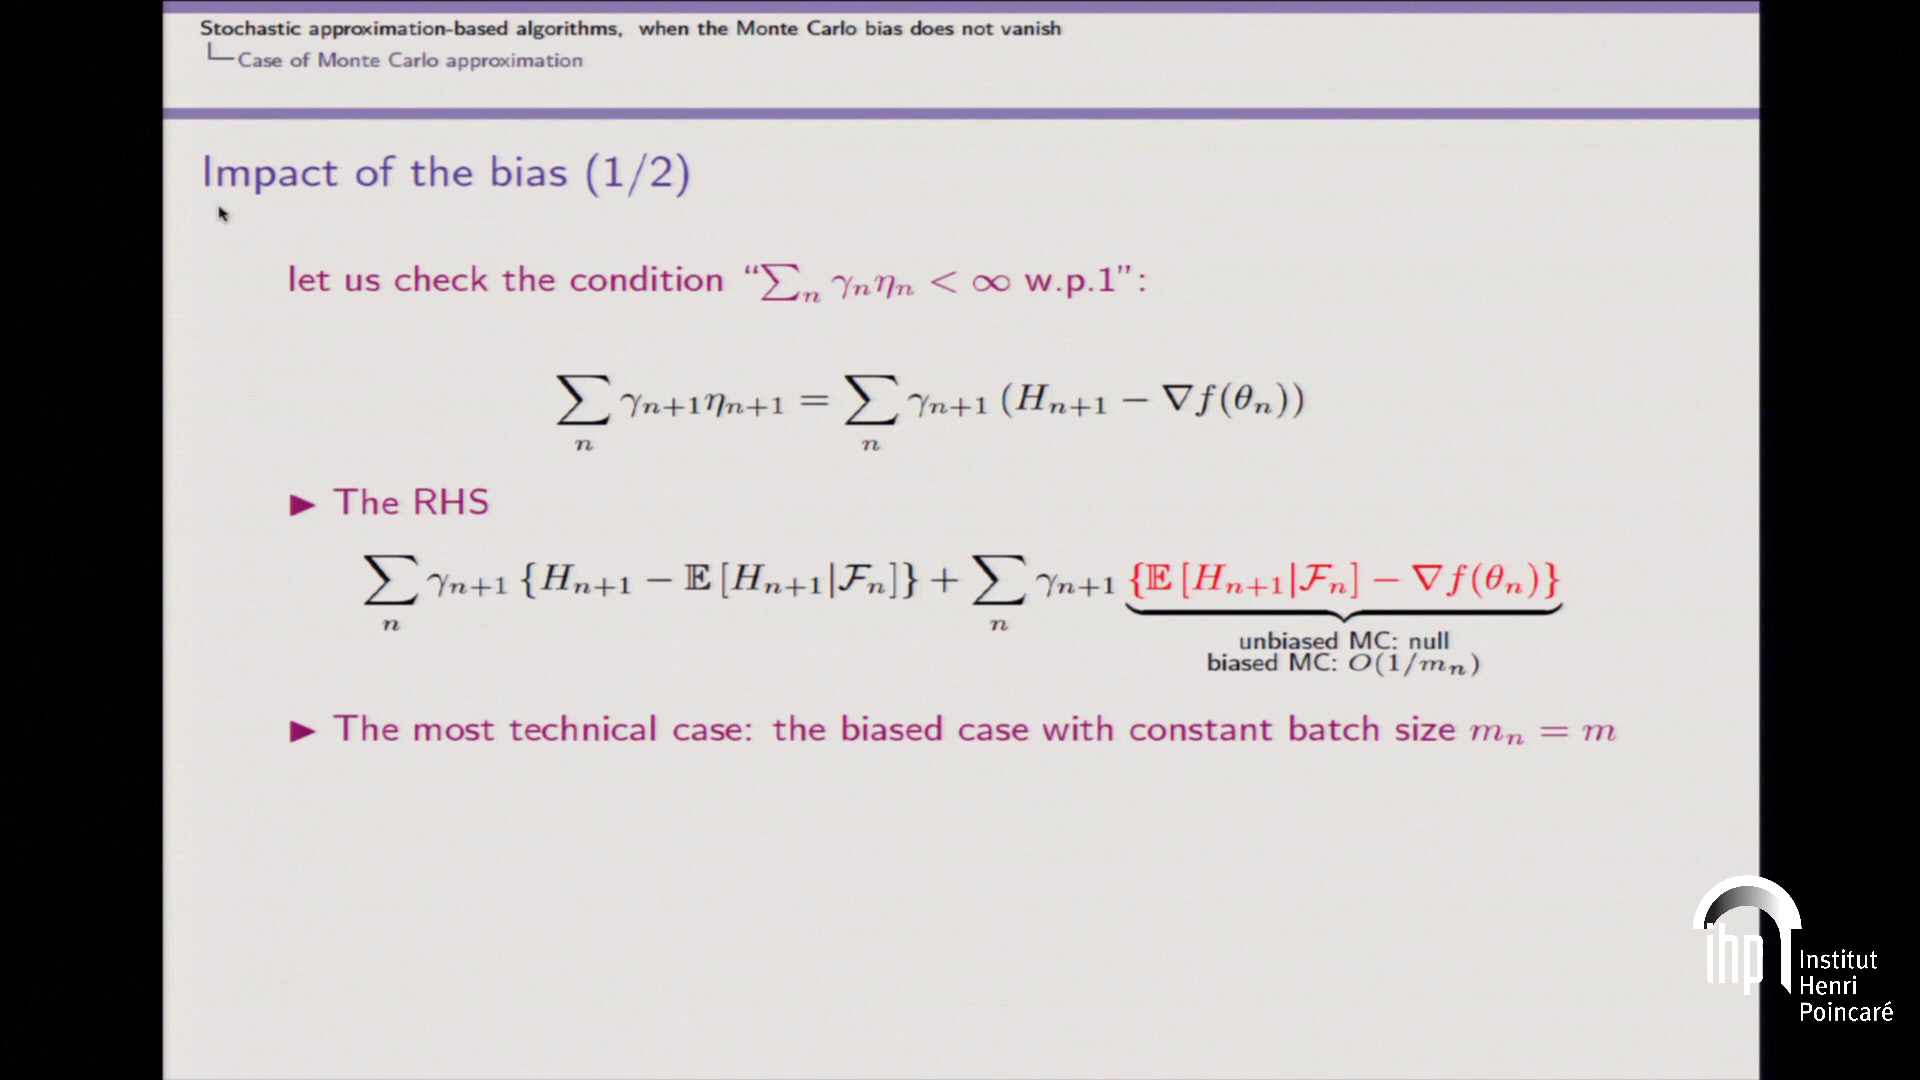 Stochastic approximation-based algorithms, when the Monte Carlo bias does not vanish
Case of Monte Carlo approximation
Impact of the bias (1/2)
let us check the condition “∑ₙ γₙηₙ < ∞ w.p.1”:
∑ₙ γₙ₊₁ηₙ₊₁ = ∑ₙ γₙ₊₁ (Hₙ₊₁ − ∇f(θₙ))
▶ The RHS
∑ₙ γₙ₊₁ {Hₙ₊₁ − 𝔼 [Hₙ₊₁|ℱₙ]} + ∑ₙ γₙ₊₁ {𝔼 [Hₙ₊₁|ℱₙ] − ∇f(θₙ)}
unbiased MC: null
biased MC: O(1/mₙ)
▶ The most technical case: the biased case with constant batch size mₙ = m
ihp
Institut
Henri
Poincaré